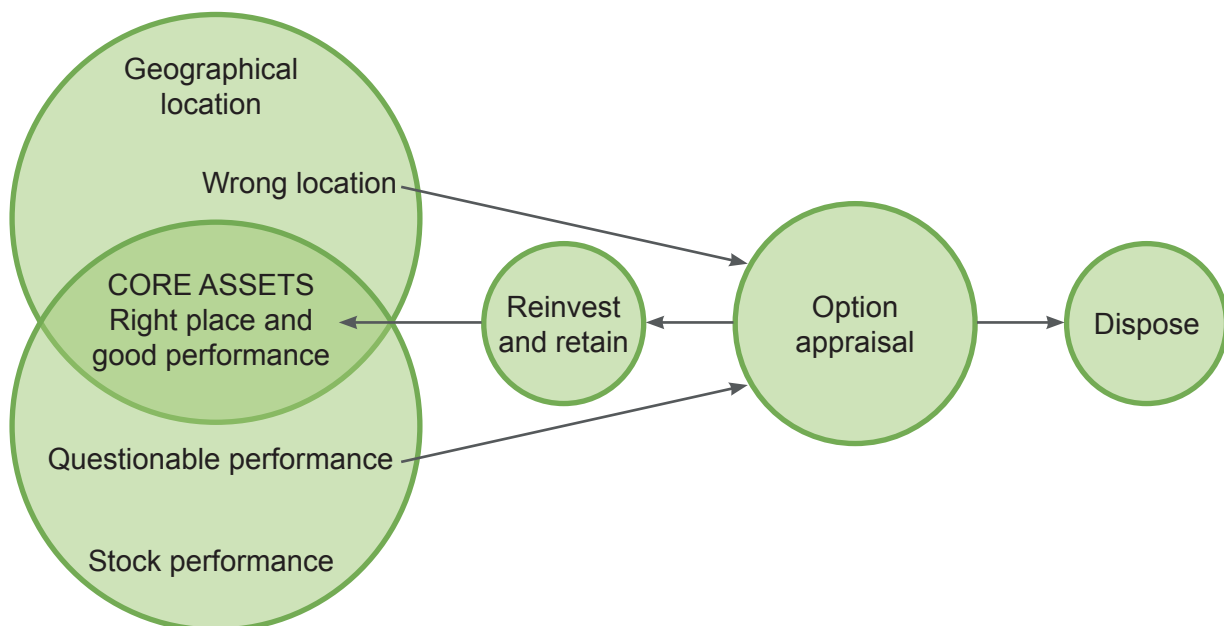 Geographical
location
Wrong location
CORE ASSETS
Right place and
good performance
Questionable performance
Stock performance
Reinvest
and retain
Option
appraisal
Dispose